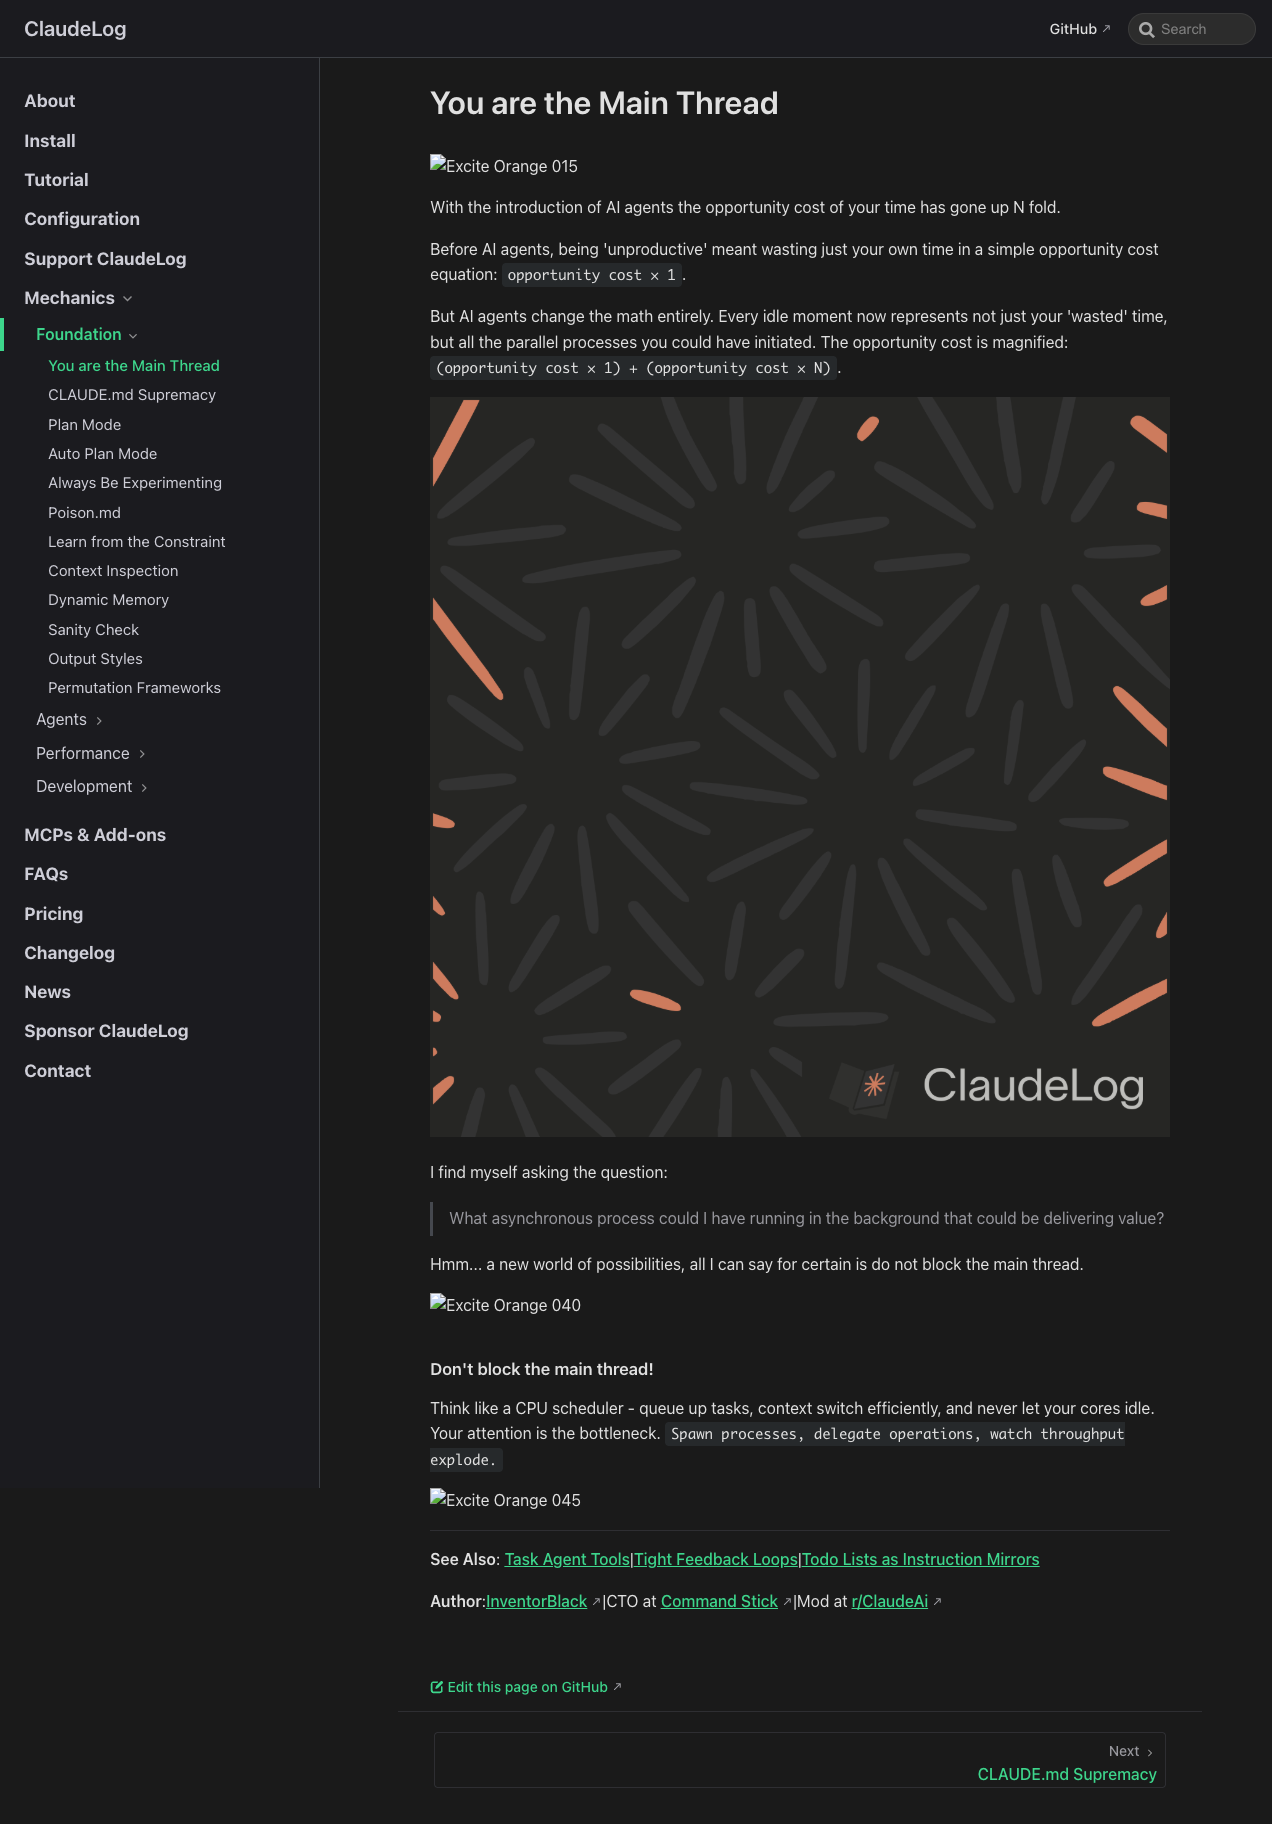 ClaudeLog
GitHub
Search
About
Install
Tutorial
Configuration
Support ClaudeLog
Mechanics
Foundation
You are the Main Thread
CLAUDE.md Supremacy
Plan Mode
Auto Plan Mode
Always Be Experimenting
Poison.md
Learn from the Constraint
Context Inspection
Dynamic Memory
Sanity Check
Output Styles
Permutation Frameworks
Agents
Performance
Development
MCPs & Add-ons
FAQs
Pricing
Changelog
News
Sponsor ClaudeLog
Contact
You are the Main Thread
Excite Orange 015
With the introduction of AI agents the opportunity cost of your time has gone up N fold.
Before AI agents, being 'unproductive' meant wasting just your own time in a simple opportunity cost
equation: opportunity cost × 1.
But AI agents change the math entirely. Every idle moment now represents not just your 'wasted' time,
but all the parallel processes you could have initiated. The opportunity cost is magnified:
(opportunity cost × 1) + (opportunity cost × N).
ClaudeLog
I find myself asking the question:
What asynchronous process could I have running in the background that could be delivering value?
Hmm... a new world of possibilities, all I can say for certain is do not block the main thread.
Excite Orange 040
Don't block the main thread!
Think like a CPU scheduler - queue up tasks, context switch efficiently, and never let your cores idle.
Your attention is the bottleneck. Spawn processes, delegate operations, watch throughput
explode.
Excite Orange 045
See Also: Task Agent Tools|Tight Feedback Loops|Todo Lists as Instruction Mirrors
Author:InventorBlack |CTO at Command Stick |Mod at r/ClaudeAi
Edit this page on GitHub
Next
CLAUDE.md Supremacy